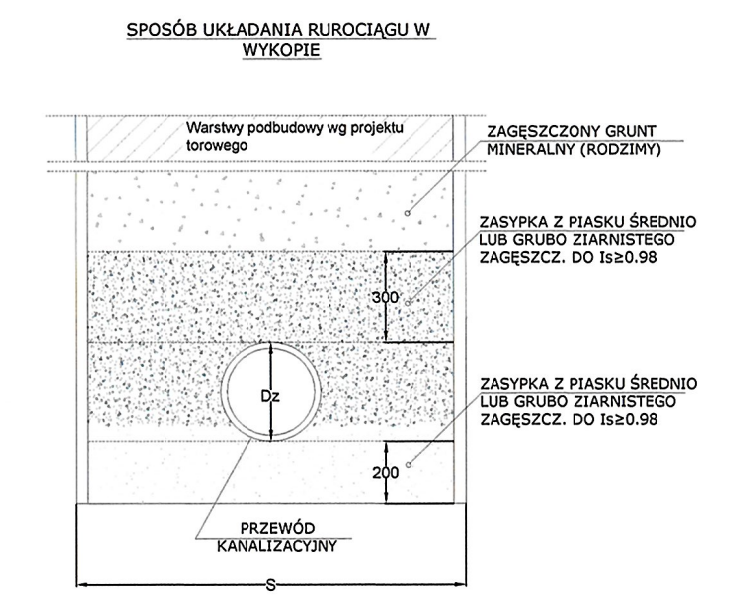 SPOSÓB UKŁADANIA RUROCIĄGU W
WYKOPIE
Warstwy podbudowy wg projektu
torowego
ZAGĘSZCZONY GRUNT
MINERALNY (RODZIMY)
ZASYPKA Z PIASKU ŚREDNIO
LUB GRUBO ZIARNISTEGO
ZAGĘSZCZ. DO Is≥0.98
300
Dz
ZASYPKA Z PIASKU ŚREDNIO
LUB GRUBO ZIARNISTEGO
ZAGĘSZCZ. DO Is≥0.98
200
PRZEWÓD
KANALIZACYJNY
S